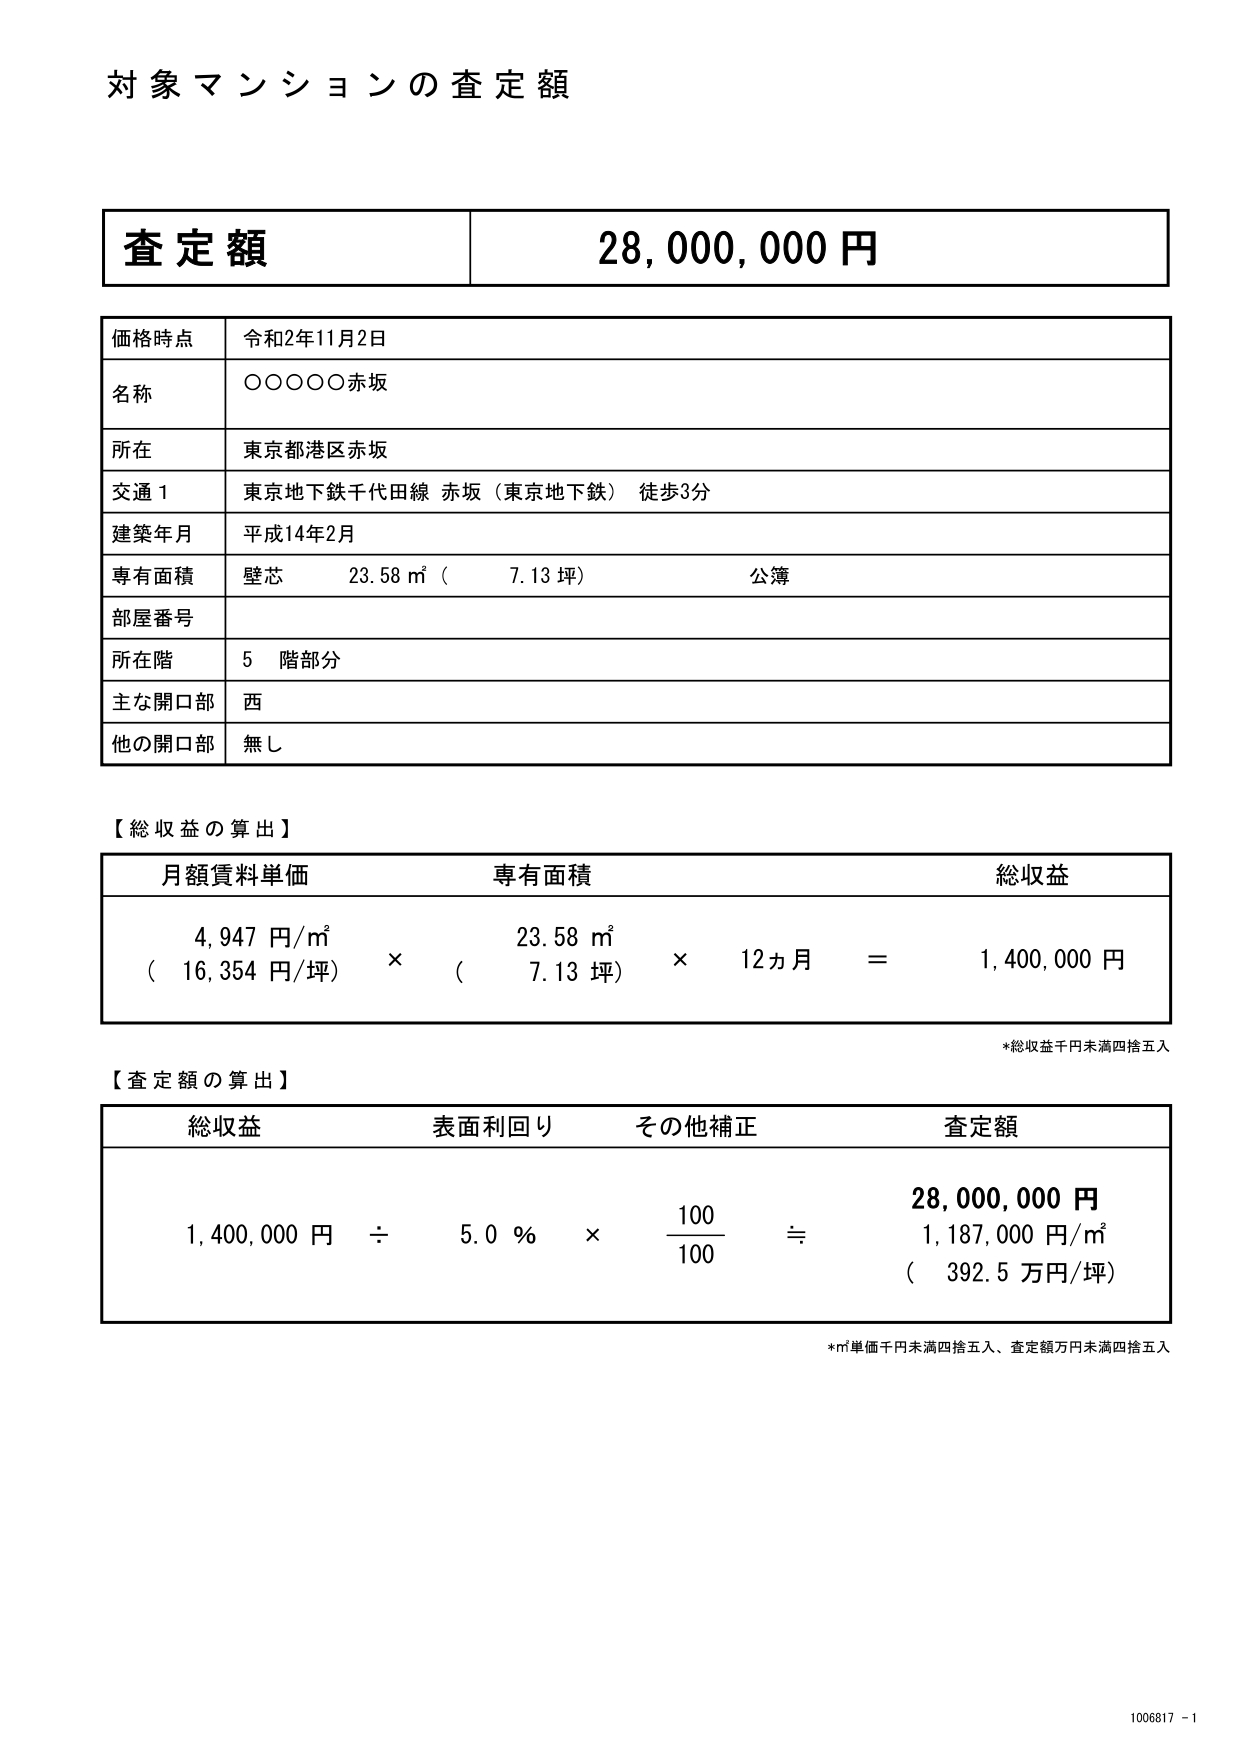 対象マンションの査定額
査定額 28,000,000 円
価格時点 令和2年11月2日
名称 〇〇〇〇〇赤坂
所在 東京都港区赤坂
交通1 東京地下鉄千代田線 赤坂（東京地下鉄） 徒歩3分
建築年月 平成14年2月
専有面積 壁芯 23.58 ㎡（ 7.13 坪） 公簿
部屋番号
所在階 5 階部分
主な開口部 西
他の開口部 無し
【総収益の算出】
月額賃料単価 専有面積 総収益
4,947 円/㎡ 23.58 ㎡
（ 16,354 円/坪） × （ 7.13 坪） × 12ヵ月 ＝ 1,400,000 円
*総収益千円未満四捨五入
【査定額の算出】
総収益 表面利回り その他補正 査定額
28,000,000 円
1,400,000 円 ÷ 5.0 ％ × 100/100 ≒ 1,187,000 円/㎡
（ 392.5 万円/坪）
*㎡単価千円未満四捨五入、査定額万円未満四捨五入
1006817 －1